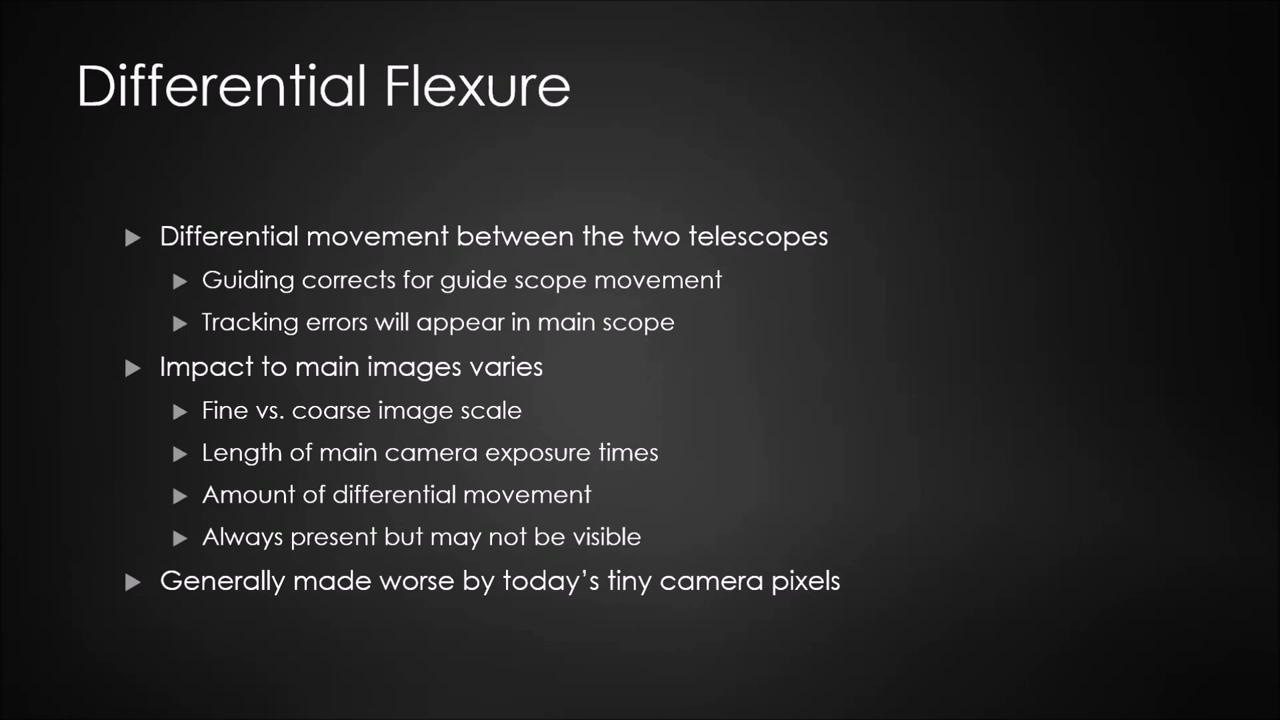 Differential Flexure
Differential movement between the two telescopes
Guiding corrects for guide scope movement
Tracking errors will appear in main scope
Impact to main images varies
Fine vs. coarse image scale
Length of main camera exposure times
Amount of differential movement
Always present but may not be visible
Generally made worse by today’s tiny camera pixels